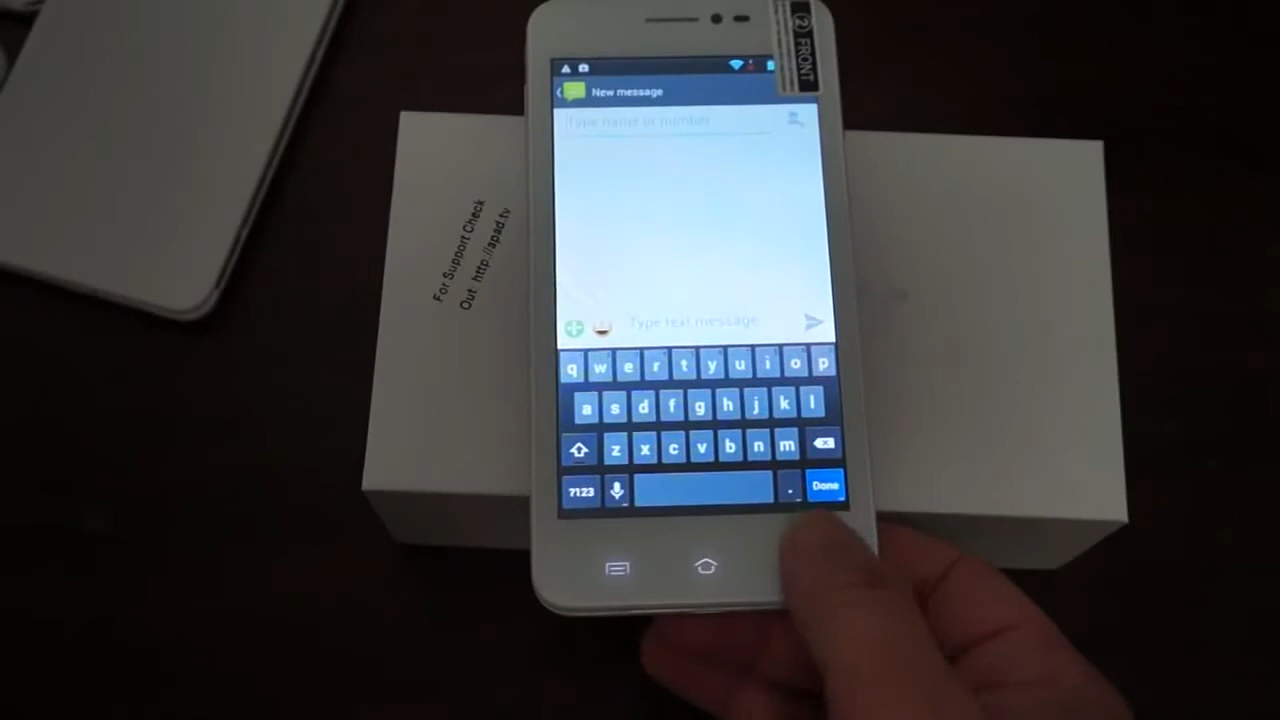 ② FRONT
New message
Type name or number
For Support Check
Out http://apad.tv
Type text message
q w e r t y u i o p
a s d f g h j k l
z x c v b n m
?123 . Done